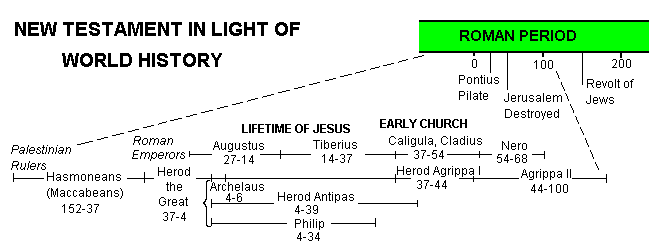 NEW TESTAMENT IN LIGHT OF
WORLD HISTORY
ROMAN PERIOD
0 100 200
Pontius
Pilate
Jerusalem
Destroyed
Revolt of
Jews
LIFETIME OF JESUS
EARLY CHURCH
Palestinian
Rulers
Roman
Emperors
Augustus
27-14
Tiberius
14-37
Caligula, Cladius
37-54
Nero
54-68
Hasmoneans
(Maccabeans)
152-37
Herod
the
Great
37-4
Archelaus
4-6
Herod Antipas
4-39
Philip
4-34
Herod Agrippa I
37-44
Agrippa II
44-100